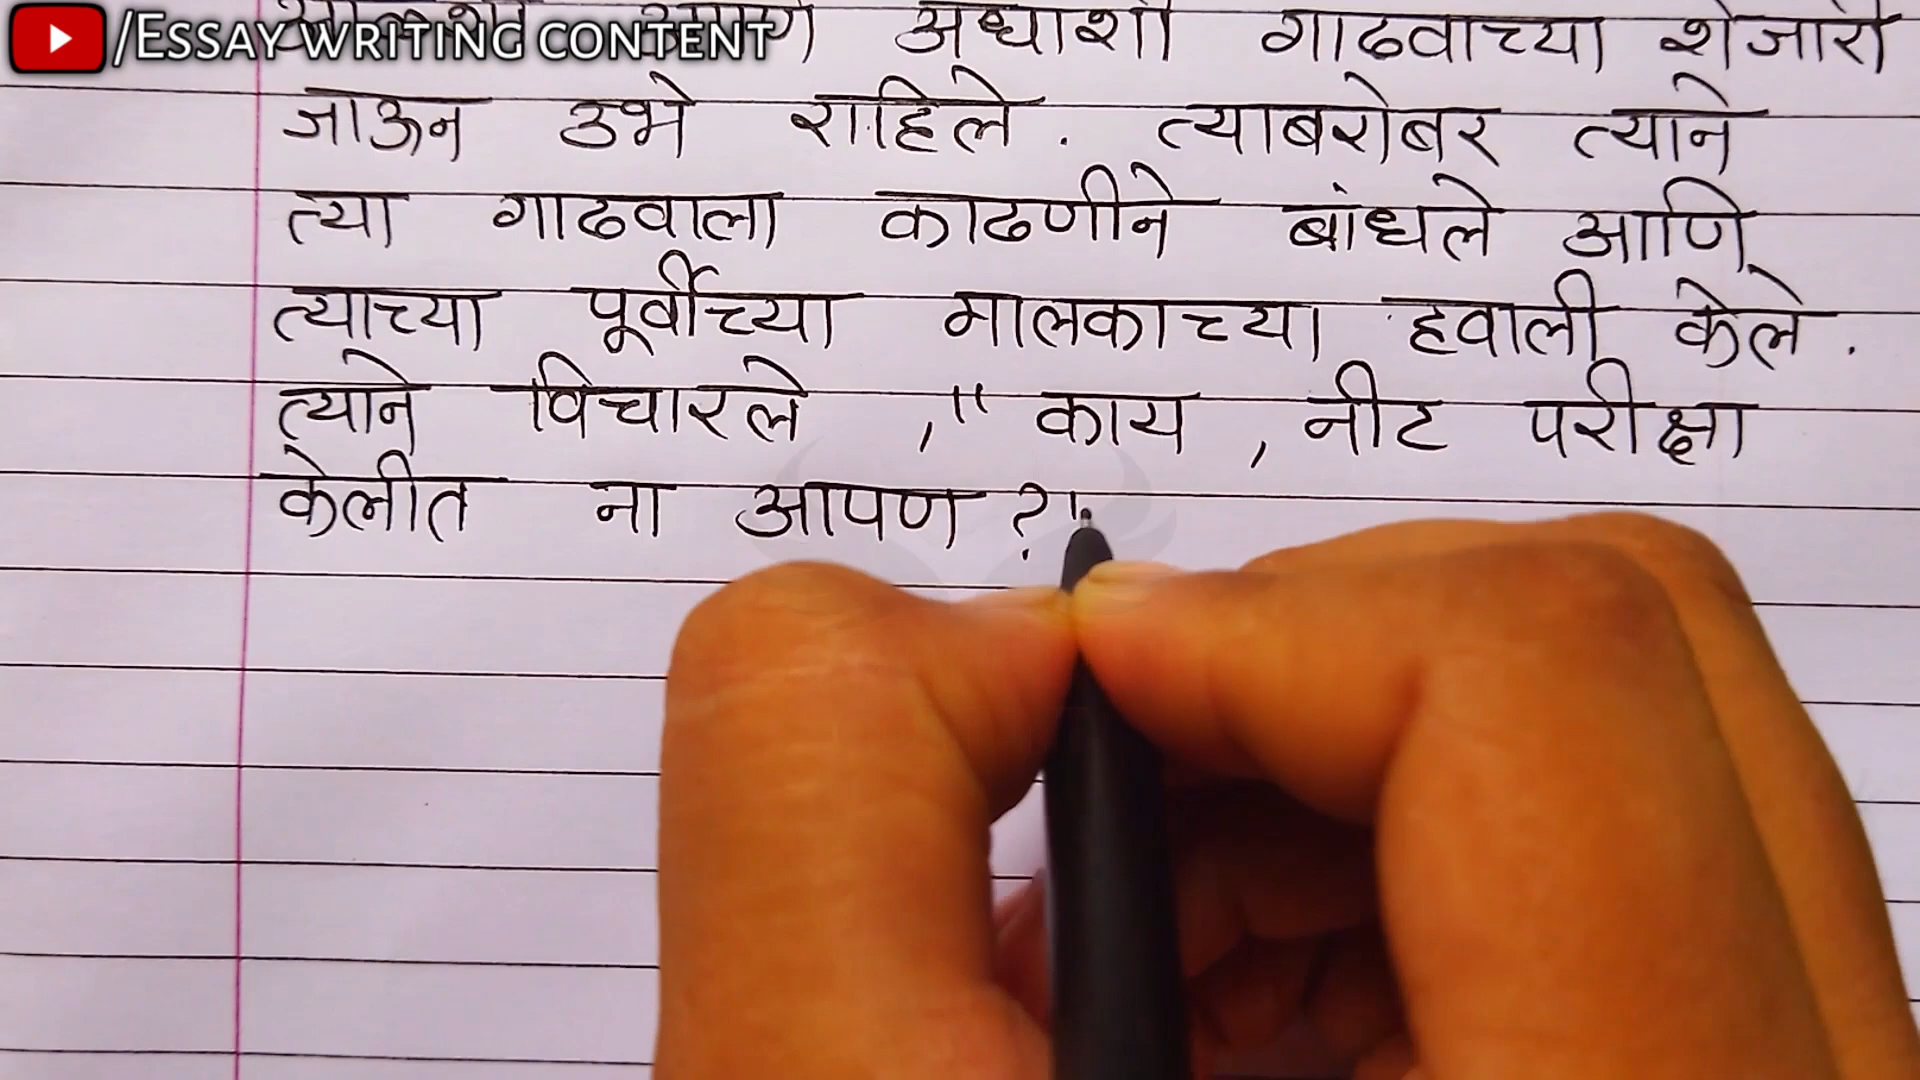 /ESSAY WRITING CONTENT
अधाशी गाढवाच्या शेजारी
जाऊन उभे राहिले. त्याबरोबर त्याने
त्या गाढवाला काढणीने बांधले आणि
त्याच्या पूर्वीच्या मालकाच्या हवाली केले.
त्याने विचारले ," काय , नीट परीक्षा
केलीत ना आपण ?'